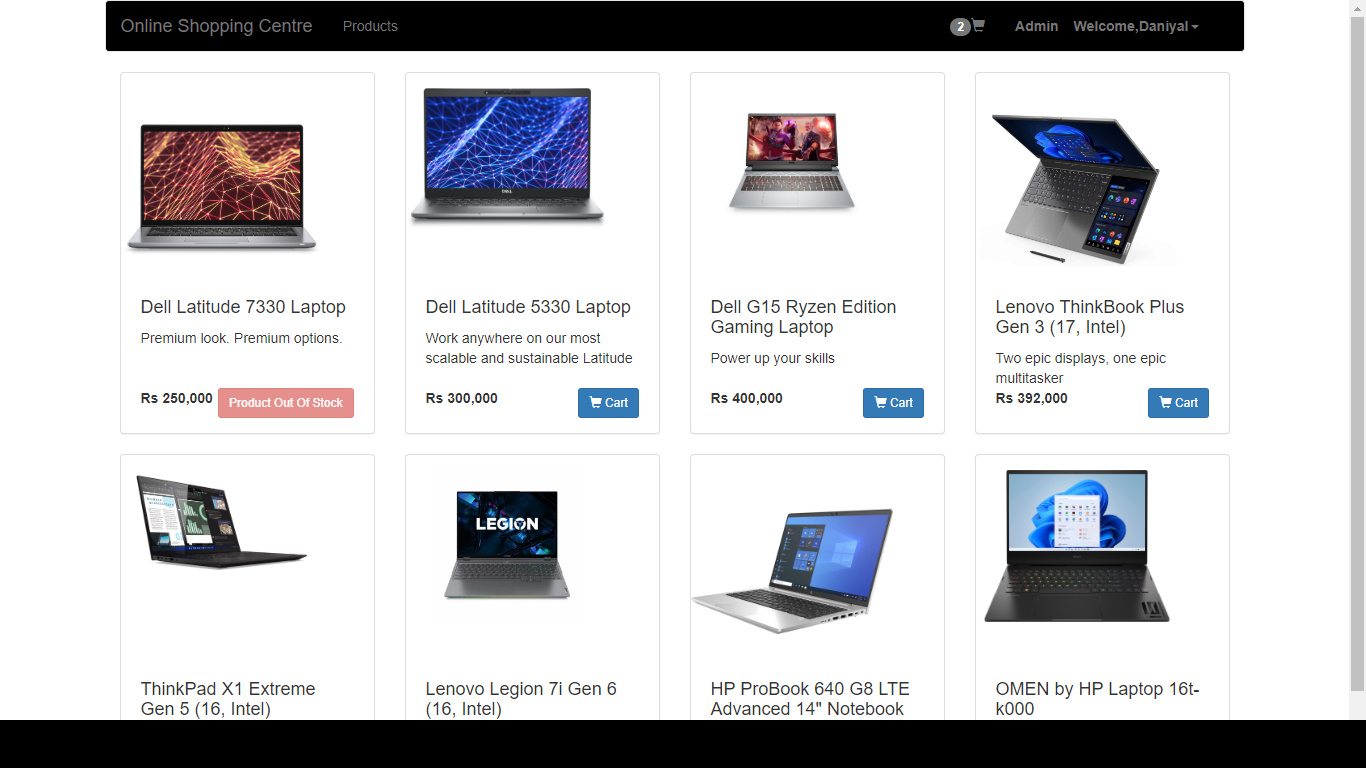 Online Shopping Centre
Products
2
Admin
Welcome,Daniyal
DELL
Dell Latitude 7330 Laptop
Premium look. Premium options.
Rs 250,000
Product Out Of Stock
Dell Latitude 5330 Laptop
Work anywhere on our most
scalable and sustainable Latitude
Rs 300,000
Cart
Dell G15 Ryzen Edition
Gaming Laptop
Power up your skills
Rs 400,000
Cart
Lenovo ThinkBook Plus
Gen 3 (17, Intel)
Two epic displays, one epic
multitasker
Rs 392,000
Cart
LEGION
ThinkPad X1 Extreme
Gen 5 (16, Intel)
Lenovo Legion 7i Gen 6
(16, Intel)
HP ProBook 640 G8 LTE
Advanced 14" Notebook
OMEN by HP Laptop 16t-
k000